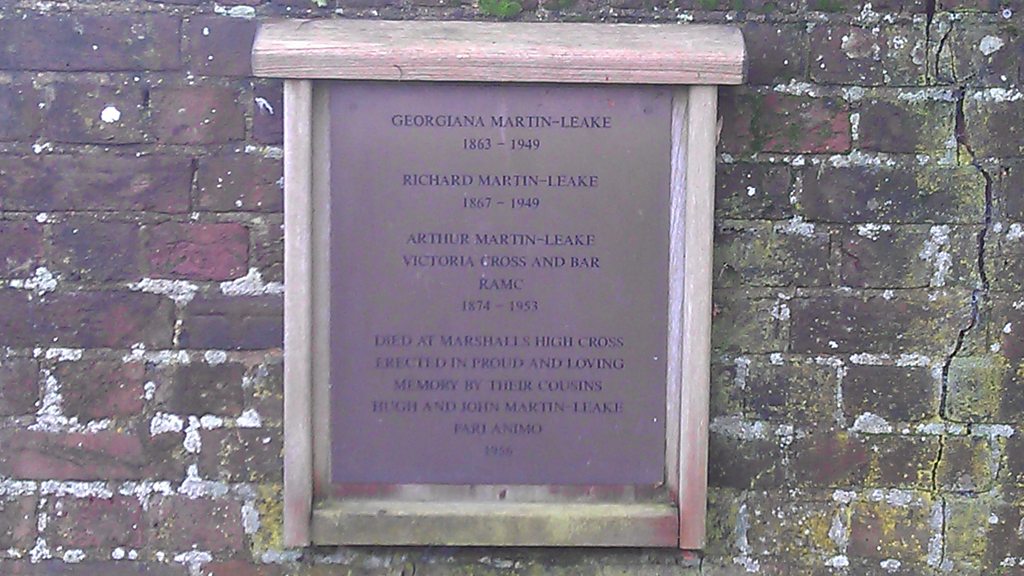 GEORGIANA MARTIN-LEAKE
1863 - 1949
RICHARD MARTIN-LEAKE
1867 - 1949
ARTHUR MARTIN-LEAKE
VICTORIA CROSS AND BAR
RAMC
1874 - 1953
DIED AT MARSHALLS HIGH CROSS
ERECTED IN PROUD AND LOVING
MEMORY BY THEIR COUSINS
HUGH AND JOHN MARTIN-LEAKE
PARI ANIMO
1956